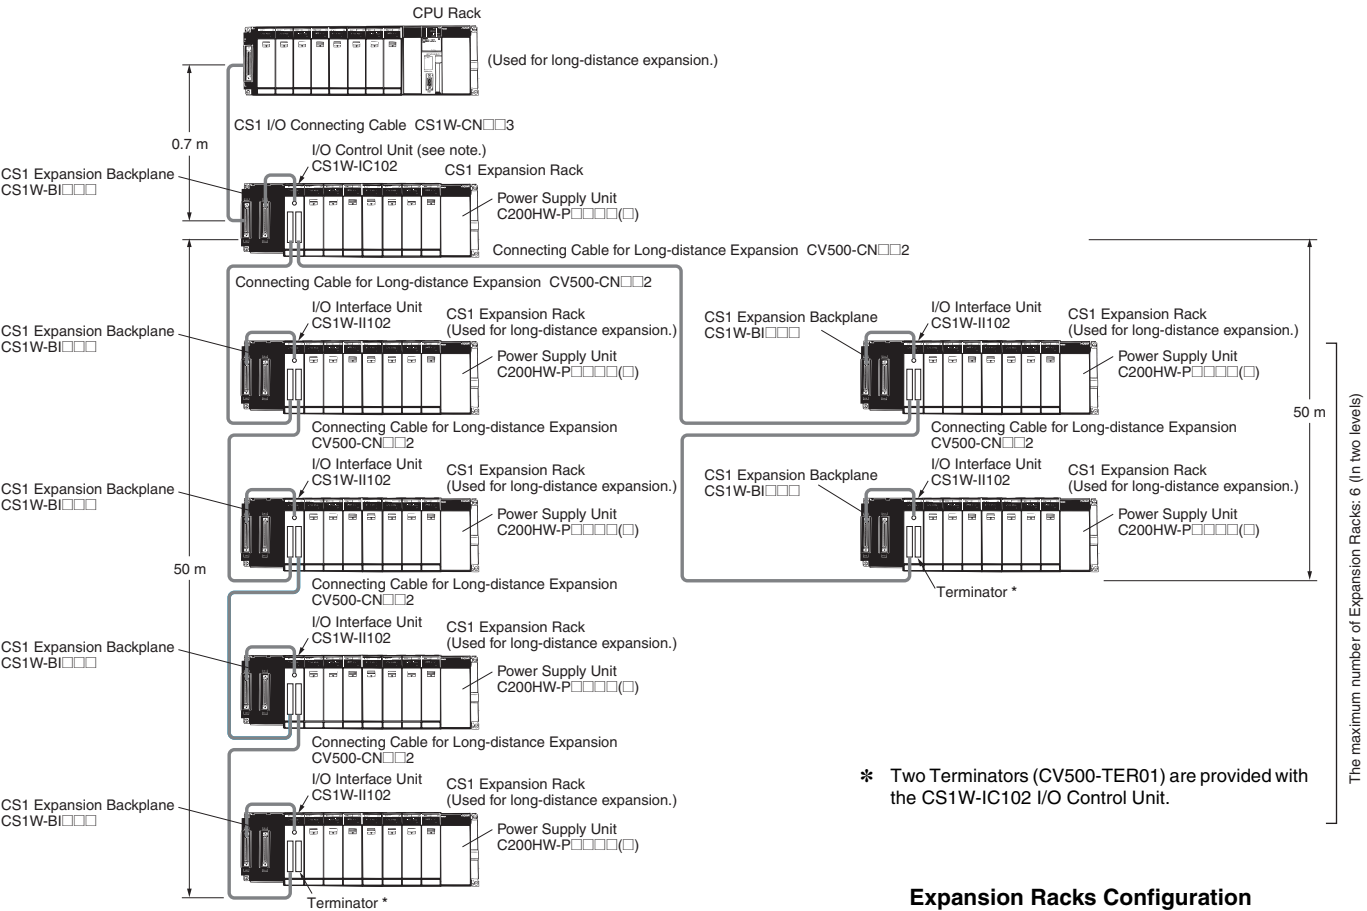 CPU Rack
(Used for long-distance expansion.)
CS1 I/O Connecting Cable CS1W-CN□□3
0.7 m
I/O Control Unit (see note.)
CS1W-IC102
CS1 Expansion Rack
CS1 Expansion Backplane
CS1W-BI□□□
Power Supply Unit
C200HW-P□□□□(□)
Connecting Cable for Long-distance Expansion CV500-CN□□2
Connecting Cable for Long-distance Expansion CV500-CN□□2
I/O Interface Unit
CS1W-II102
CS1 Expansion Rack
(Used for long-distance expansion.)
CS1 Expansion Backplane
CS1W-BI□□□
Power Supply Unit
C200HW-P□□□□(□)
Connecting Cable for Long-distance Expansion
CV500-CN□□2
I/O Interface Unit
CS1W-II102
CS1 Expansion Rack
(Used for long-distance expansion.)
CS1 Expansion Backplane
CS1W-BI□□□
Power Supply Unit
C200HW-P□□□□(□)
50 m
Connecting Cable for Long-distance Expansion
CV500-CN□□2
I/O Interface Unit
CS1W-II102
CS1 Expansion Rack
(Used for long-distance expansion.)
CS1 Expansion Backplane
CS1W-BI□□□
Power Supply Unit
C200HW-P□□□□(□)
Connecting Cable for Long-distance Expansion
CV500-CN□□2
I/O Interface Unit
CS1W-II102
CS1 Expansion Rack
(Used for long-distance expansion.)
CS1 Expansion Backplane
CS1W-BI□□□
Power Supply Unit
C200HW-P□□□□(□)
Terminator *
I/O Interface Unit
CS1W-II102
CS1 Expansion Rack
(Used for long-distance expansion.)
CS1 Expansion Backplane
CS1W-BI□□□
Power Supply Unit
C200HW-P□□□□(□)
50 m
Connecting Cable for Long-distance Expansion
CV500-CN□□2
I/O Interface Unit
CS1W-II102
CS1 Expansion Rack
(Used for long-distance expansion.)
CS1 Expansion Backplane
CS1W-BI□□□
Power Supply Unit
C200HW-P□□□□(□)
Terminator *
The maximum number of Expansion Racks: 6 (In two levels)
* Two Terminators (CV500-TER01) are provided with
the CS1W-IC102 I/O Control Unit.
Expansion Racks Configuration